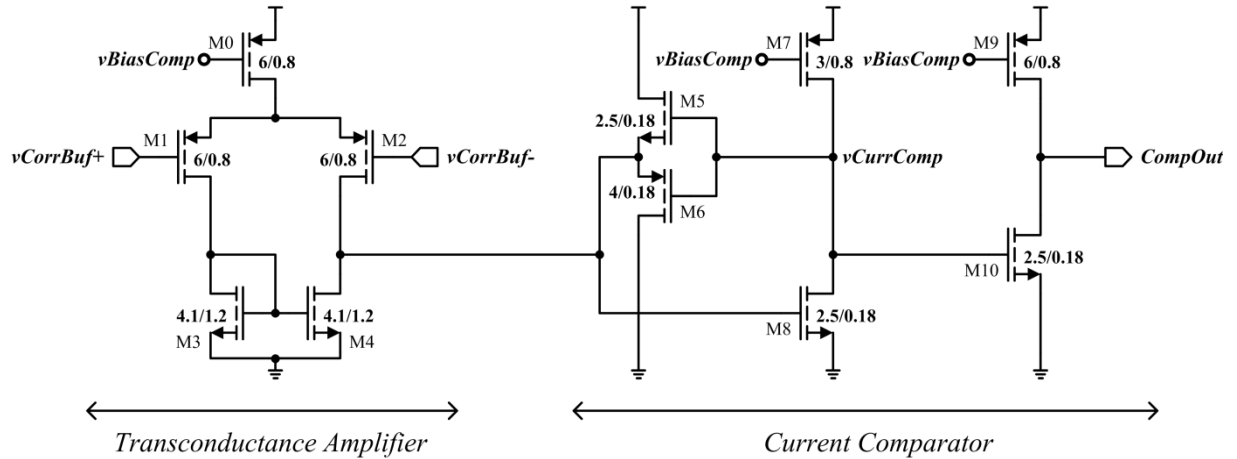 M0
vBiasComp
6/0.8
M1
vCorrBuf+
6/0.8
M2
6/0.8
vCorrBuf-
4.1/1.2
M3
4.1/1.2
M4
M5
2.5/0.18
4/0.18
M6
M7
vBiasComp
3/0.8
vCurrComp
M8
2.5/0.18
M9
vBiasComp
6/0.8
CompOut
M10
2.5/0.18
Transconductance Amplifier
Current Comparator